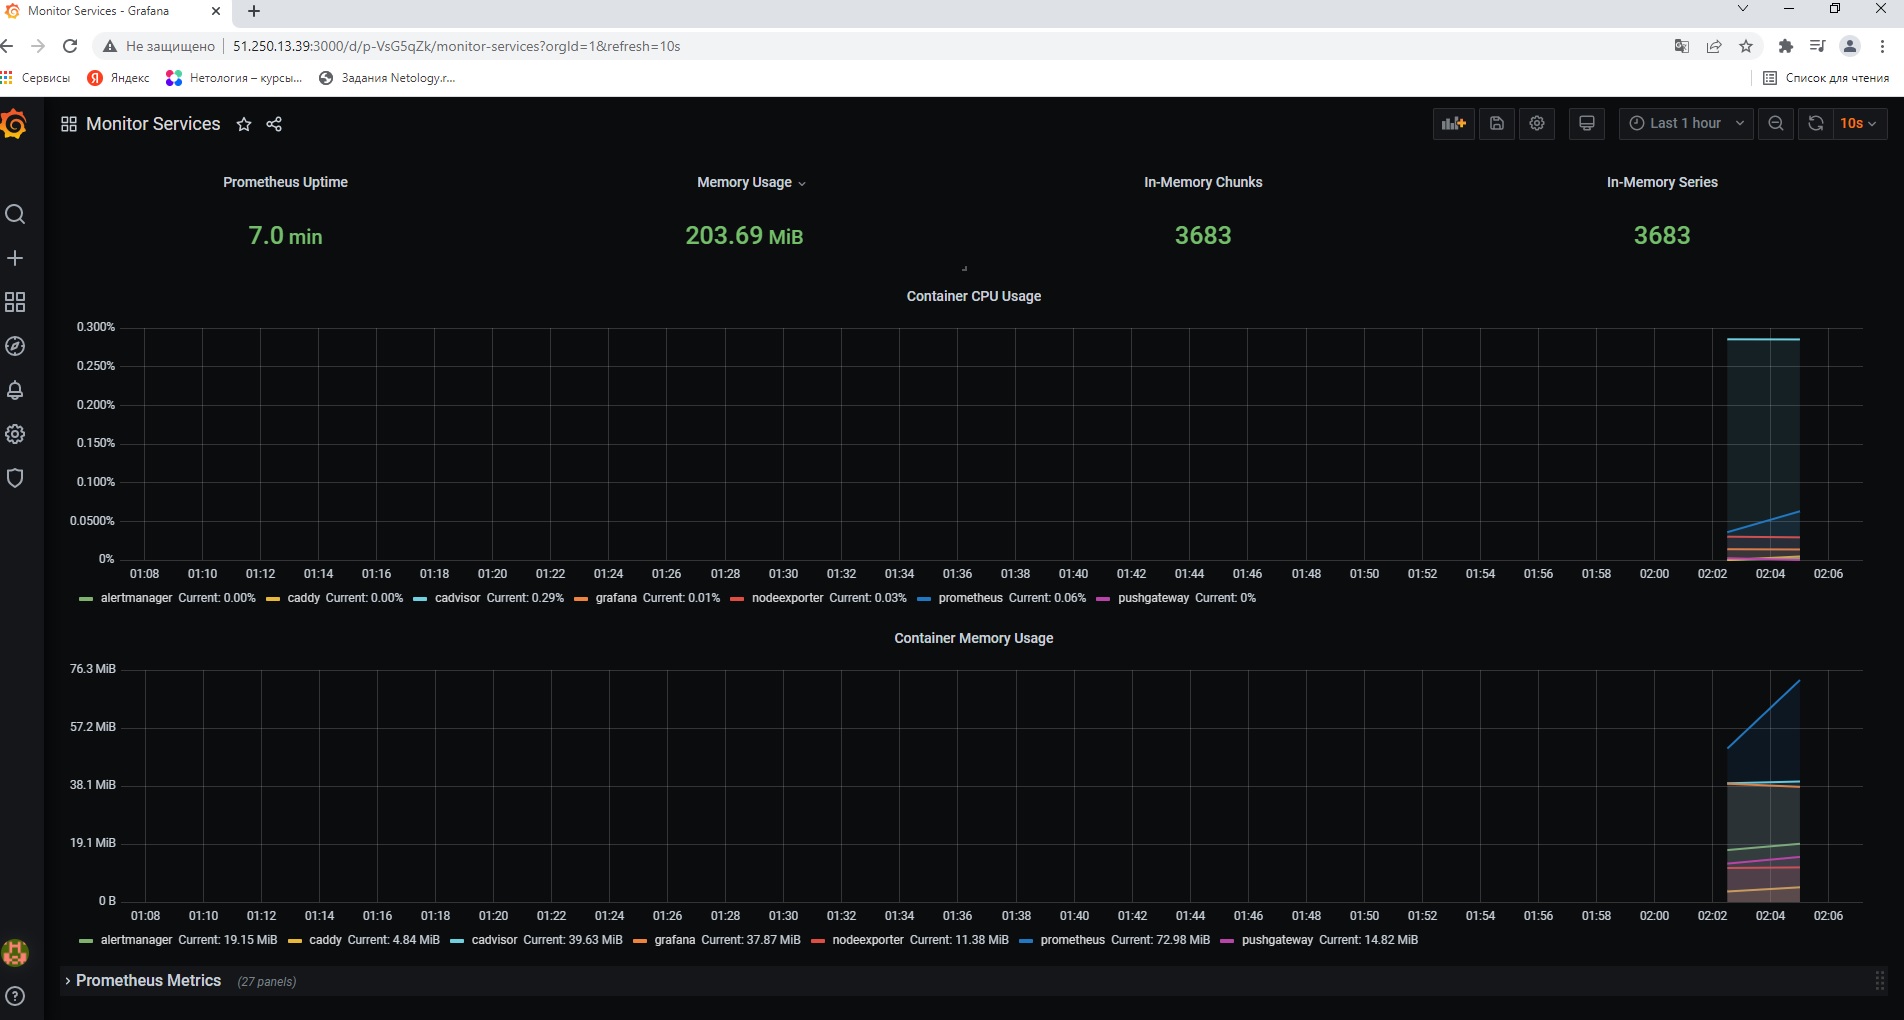 Monitor Services - Grafana
Не защищено 51.250.13.39:3000/d/p-VsG5qZk/monitor-services?orgId=1&refresh=10s
Сервисы Яндекс Нетология – курсы... Задания Netology.r... Список для чтения
Monitor Services Last 1 hour 10s
Prometheus Uptime Memory Usage In-Memory Chunks In-Memory Series
7.0 min 203.69 MiB 3683 3683
Container CPU Usage
0.300%
0.250%
0.200%
0.150%
0.100%
0.0500%
0%
01:08 01:10 01:12 01:14 01:16 01:18 01:20 01:22 01:24 01:26 01:28 01:30 01:32 01:34 01:36 01:38 01:40 01:42 01:44 01:46 01:48 01:50 01:52 01:54 01:56 01:58 02:00 02:02 02:04 02:06
alertmanager Current: 0.00% caddy Current: 0.00% cadvisor Current: 0.29% grafana Current: 0.01% nodeexporter Current: 0.03% prometheus Current: 0.06% pushgateway Current: 0%
Container Memory Usage
76.3 MiB
57.2 MiB
38.1 MiB
19.1 MiB
0 B
01:08 01:10 01:12 01:14 01:16 01:18 01:20 01:22 01:24 01:26 01:28 01:30 01:32 01:34 01:36 01:38 01:40 01:42 01:44 01:46 01:48 01:50 01:52 01:54 01:56 01:58 02:00 02:02 02:04 02:06
alertmanager Current: 19.15 MiB caddy Current: 4.84 MiB cadvisor Current: 39.63 MiB grafana Current: 37.87 MiB nodeexporter Current: 11.38 MiB prometheus Current: 72.98 MiB pushgateway Current: 14.82 MiB
Prometheus Metrics (27 panels)